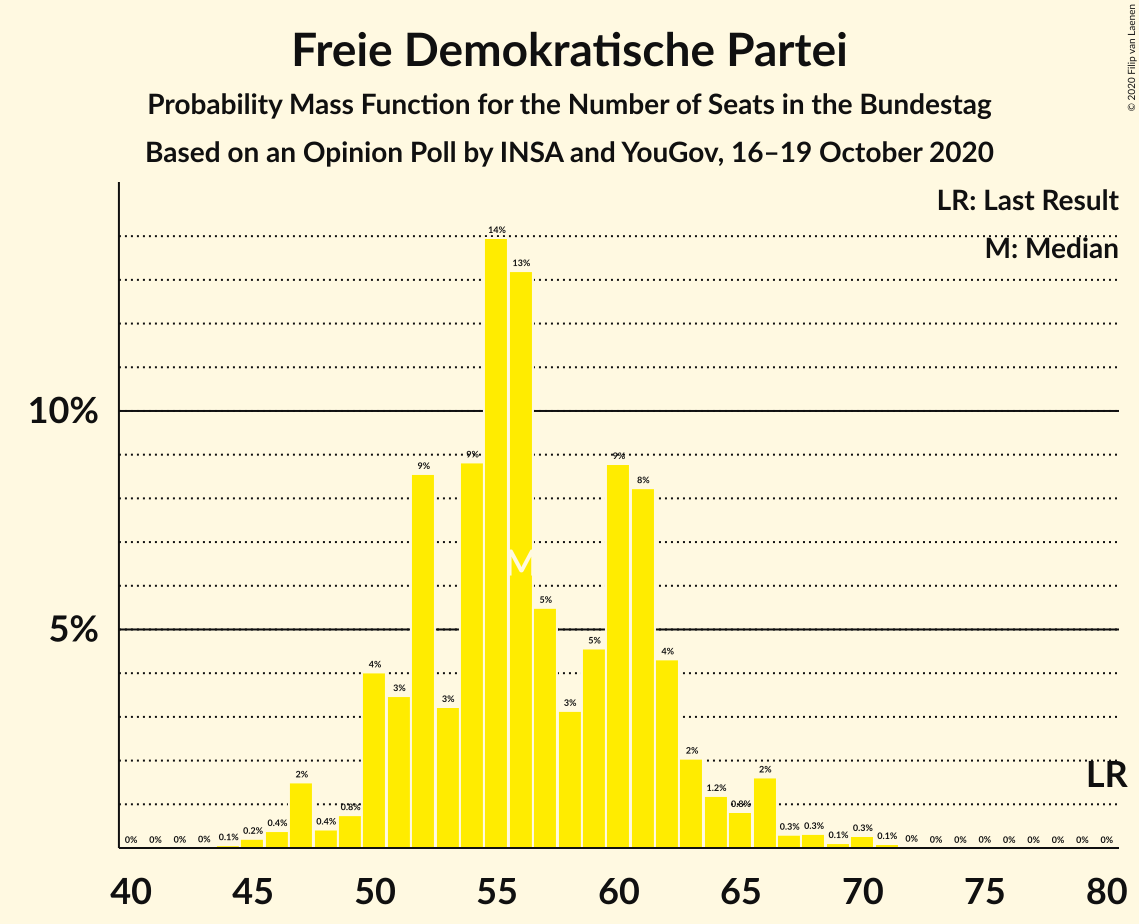 © 2020 Filip van Laenen
Freie Demokratische Partei
Probability Mass Function for the Number of Seats in the Bundestag
Based on an Opinion Poll by INSA and YouGov, 16–19 October 2020
LR: Last Result
M: Median
10%
5%
0% 0% 0% 0% 0.1% 0.2% 0.4% 2% 0.4% 0.8% 4% 3% 9% 3% 9% 14% 13% 5% 3% 5% 9% 8% 4% 2% 1.2% 0.8% 2% 0.3% 0.3% 0.1% 0.3% 0.1% 0% 0% 0% 0% 0% 0% 0% 0% 0%
M
LR
40 45 50 55 60 65 70 75 80